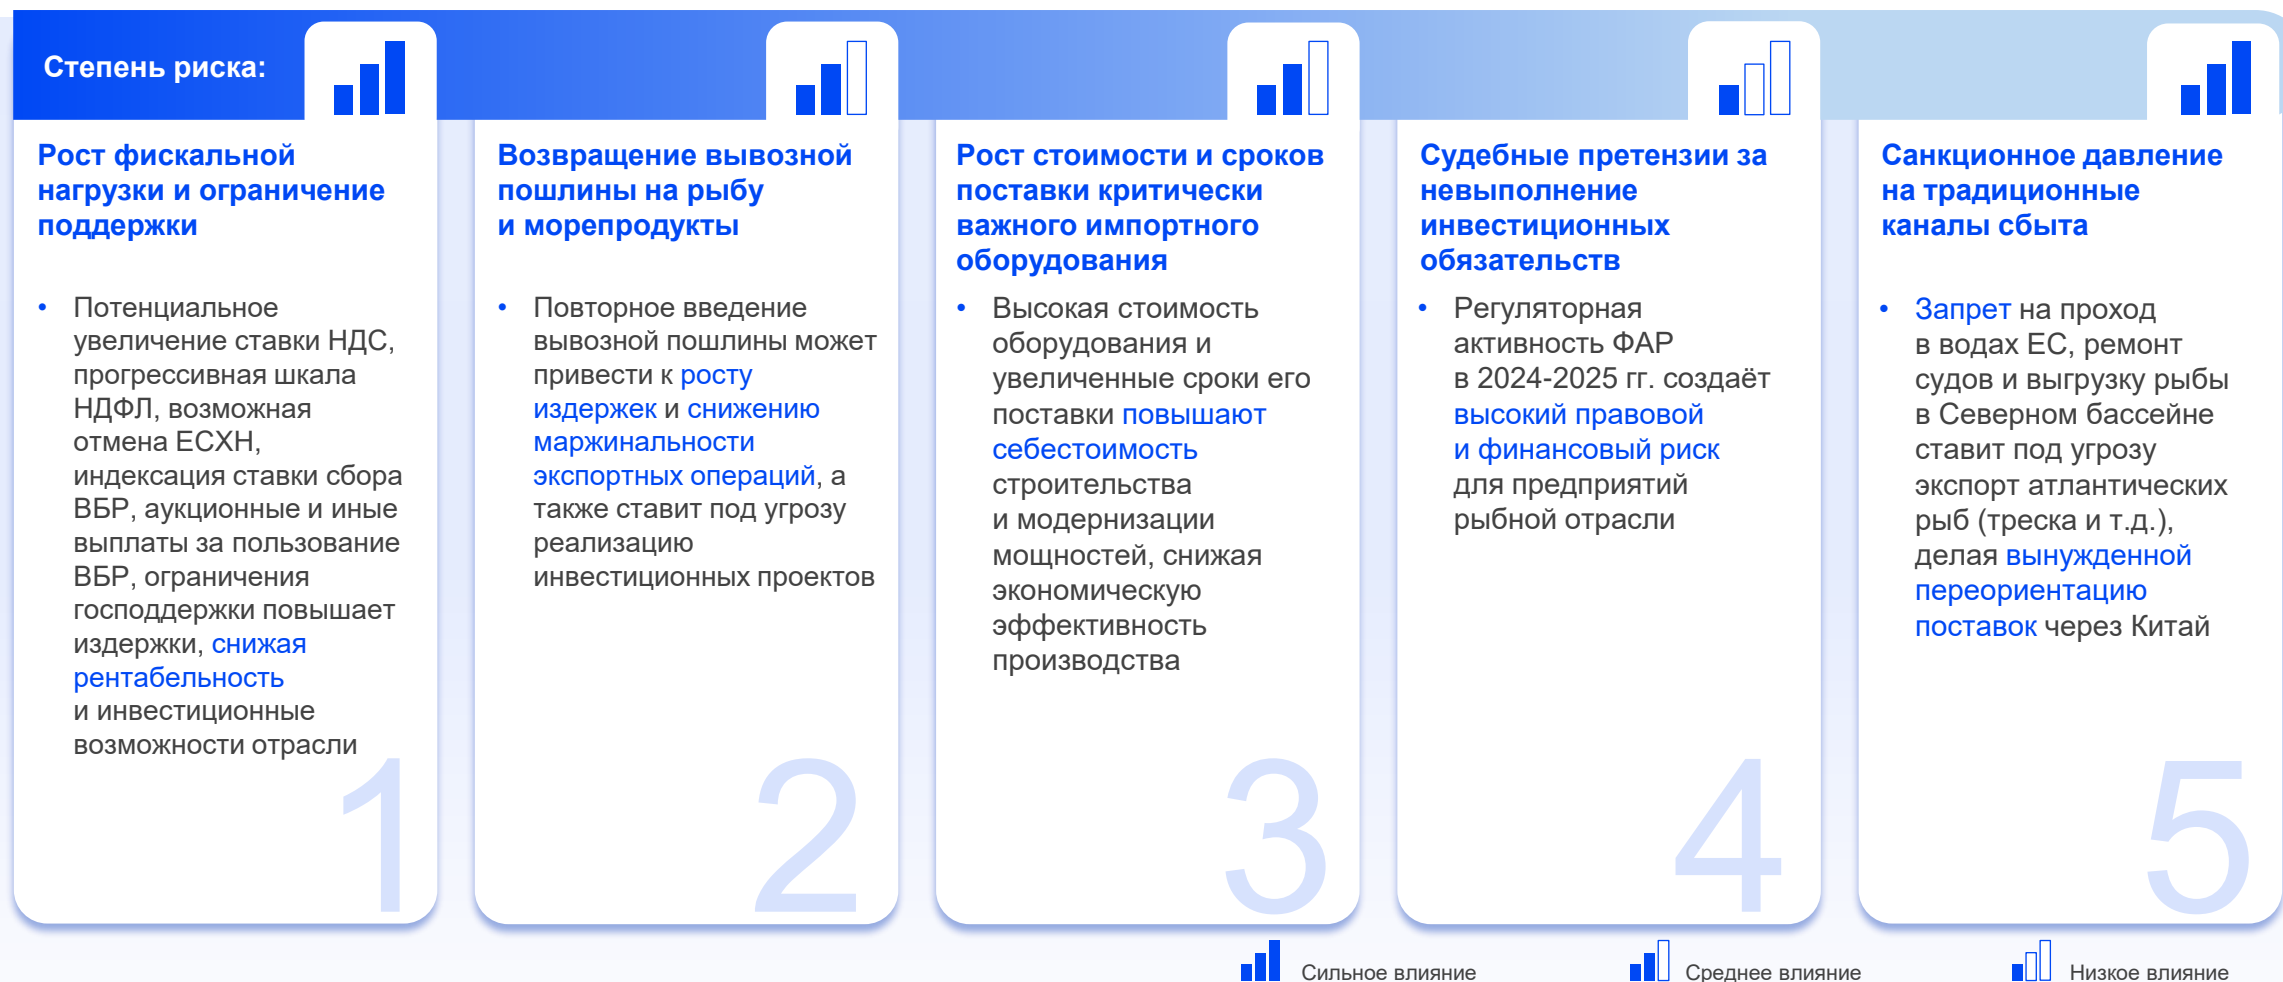 Степень риска:
Рост фискальной
нагрузки и ограничение
поддержки
• Потенциальное
увеличение ставки НДС,
прогрессивная шкала
НДФЛ, возможная
отмена ЕСХН,
индексация ставки сбора
ВБР, аукционные и иные
выплаты за пользование
ВБР, ограничения
господдержки повышает
издержки, снижая
рентабельность
и инвестиционные
возможности отрасли
1
Возвращение вывозной
пошлины на рыбу
и морепродукты
• Повторное введение
вывозной пошлины может
привести к росту
издержек и снижению
маржинальности
экспортных операций, а
также ставит под угрозу
реализацию
инвестиционных проектов
2
Рост стоимости и сроков
поставки критически
важного импортного
оборудования
• Высокая стоимость
оборудования и
увеличенные сроки его
поставки повышают
себестоимость
строительства
и модернизации
мощностей, снижая
экономическую
эффективность
производства
3
Судебные претензии за
невыполнение
инвестиционных
обязательств
• Регуляторная
активность ФАР
в 2024-2025 гг. создаёт
высокий правовой
и финансовый риск
для предприятий
рыбной отрасли
4
Санкционное давление
на традиционные
каналы сбыта
• Запрет на проход
в водах ЕС, ремонт
судов и выгрузку рыбы
в Северном бассейне
ставит под угрозу
экспорт атлантических
рыб (треска и т.д.),
делая вынужденной
переориентацию
поставок через Китай
5
Сильное влияние
Среднее влияние
Низкое влияние